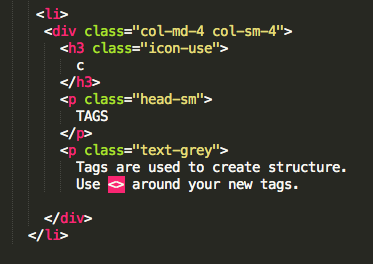 <li>
<div class="col-md-4 col-sm-4">
<h3 class="icon-use">
c
</h3>
<p class="head-sm">
TAGS
</p>
<p class="text-grey">
Tags are used to create structure.
Use <> around your new tags.
</div>
</li>